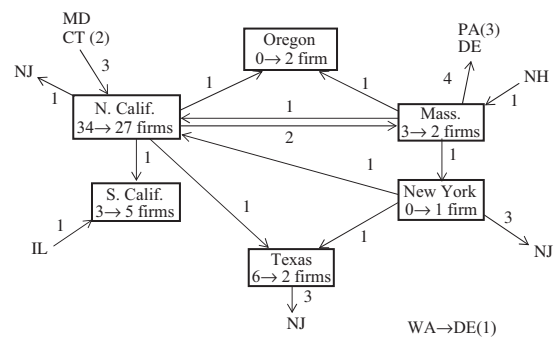 MD
CT (2)
PA(3)
DE
Oregon
0→2 firm
3
NJ
1
1
1
4
NH
1
N. Calif.
34→27 firms
1
2
Mass.
3→2 firms
1
1
1
S. Calif.
3→5 firms
New York
0→1 firm
1
1
1
3
IL
NJ
Texas
6→2 firms
3
NJ
WA→DE(1)